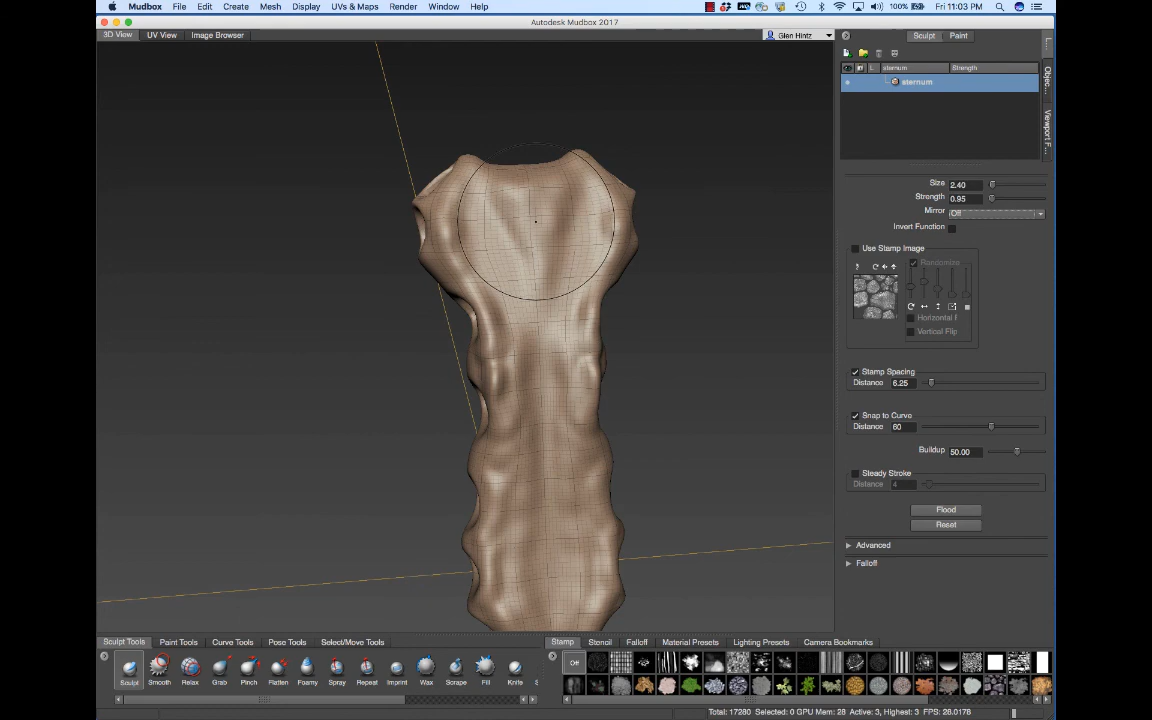 Mudbox File Edit Create Mesh Display UVs & Maps Render Window Help 100% Fri 11:03 PM
Autodesk Mudbox 2017
3D View UV View Image Browser Glen Hintz Sculpt Paint
L... sternum Strength
sternum
Obje...
Viewport F...
Size 2.40
Strength 0.95
Mirror Off
Invert Function
Use Stamp Image
Randomize
Horizontal F
Vertical Flip
Stamp Spacing
Distance 6.25
Snap to Curve
Distance 60
Buildup 50.00
Steady Stroke
Distance 4
Flood
Reset
Advanced
Falloff
Sculpt Tools Paint Tools Curve Tools Pose Tools Select/Move Tools Stamp Stencil Falloff Material Presets Lighting Presets Camera Bookmarks
Off
Sculpt Smooth Relax Grab Pinch Flatten Foamy Spray Repeat Imprint Wax Scrape Fill Knife S
Total: 17280 Selected: 0 GPU Mem: 28 Active: 3, Highest: 3 FPS: 28.0178